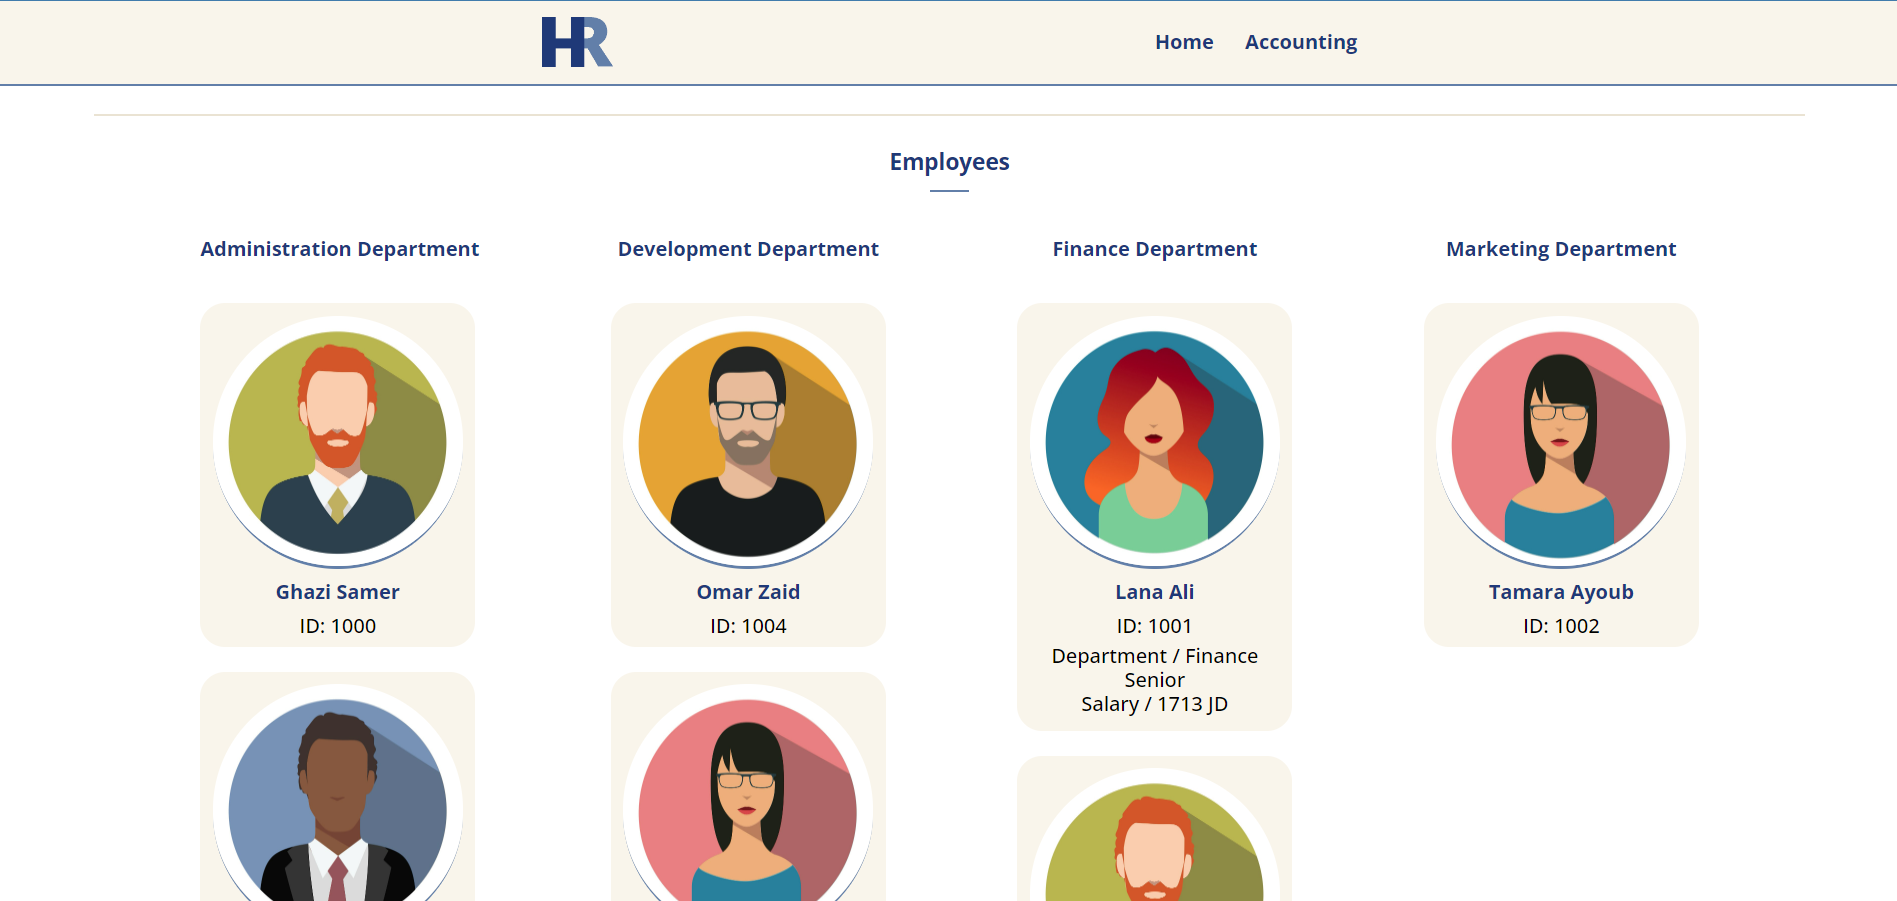 HR
Home
Accounting
Employees
Administration Department
Development Department
Finance Department
Marketing Department
Ghazi Samer
ID: 1000
Omar Zaid
ID: 1004
Lana Ali
ID: 1001
Department / Finance
Senior
Salary / 1713 JD
Tamara Ayoub
ID: 1002